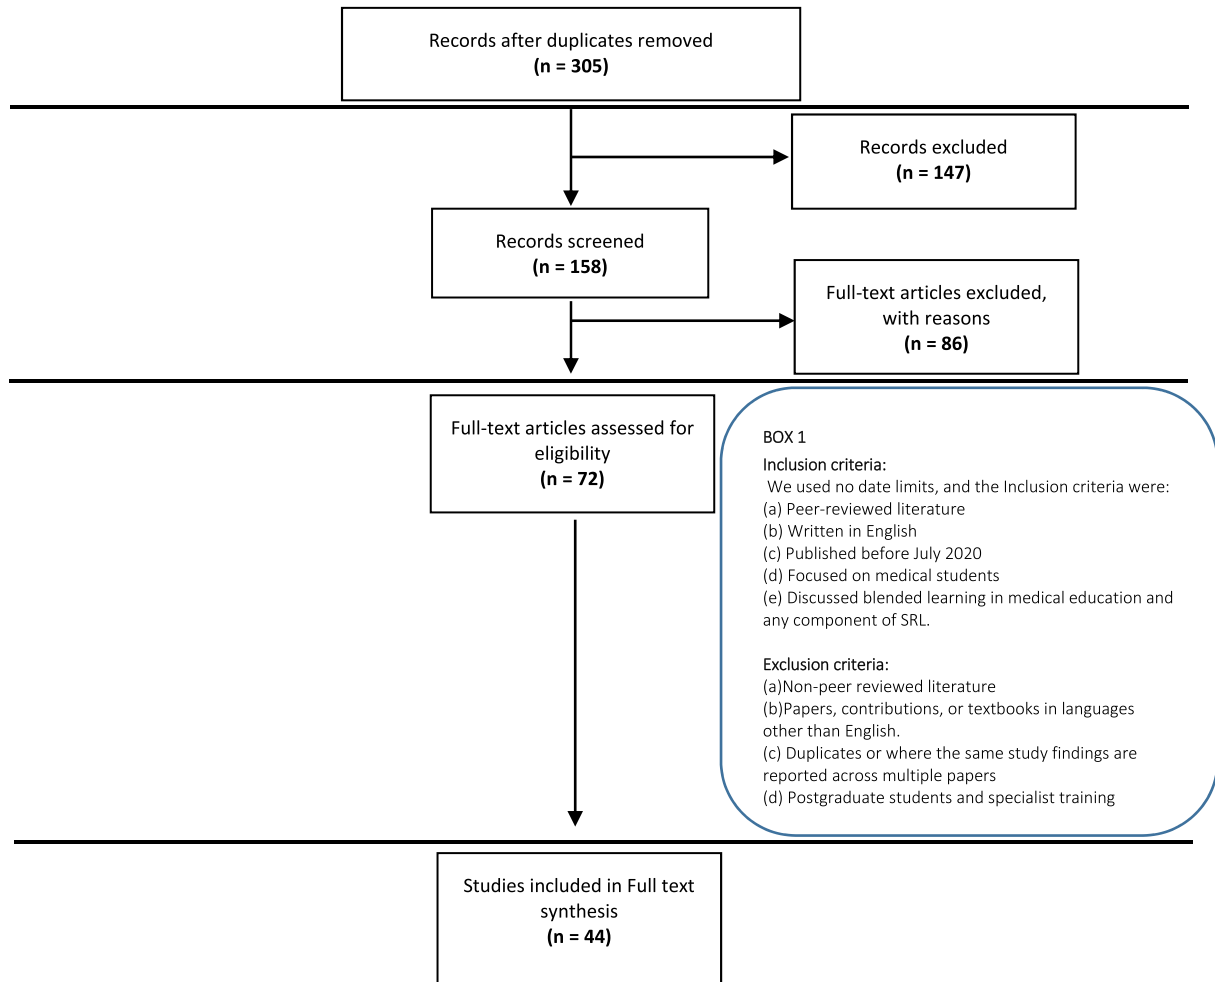 Records after duplicates removed
(n = 305)
Records excluded
(n = 147)
Records screened
(n = 158)
Full-text articles excluded,
with reasons
(n = 86)
Full-text articles assessed for
eligibility
(n = 72)
BOX 1
Inclusion criteria:
We used no date limits, and the Inclusion criteria were:
(a) Peer-reviewed literature
(b) Written in English
(c) Published before July 2020
(d) Focused on medical students
(e) Discussed blended learning in medical education and
any component of SRL.
Exclusion criteria:
(a)Non-peer reviewed literature
(b)Papers, contributions, or textbooks in languages
other than English.
(c) Duplicates or where the same study findings are
reported across multiple papers
(d) Postgraduate students and specialist training
Studies included in Full text
synthesis
(n = 44)